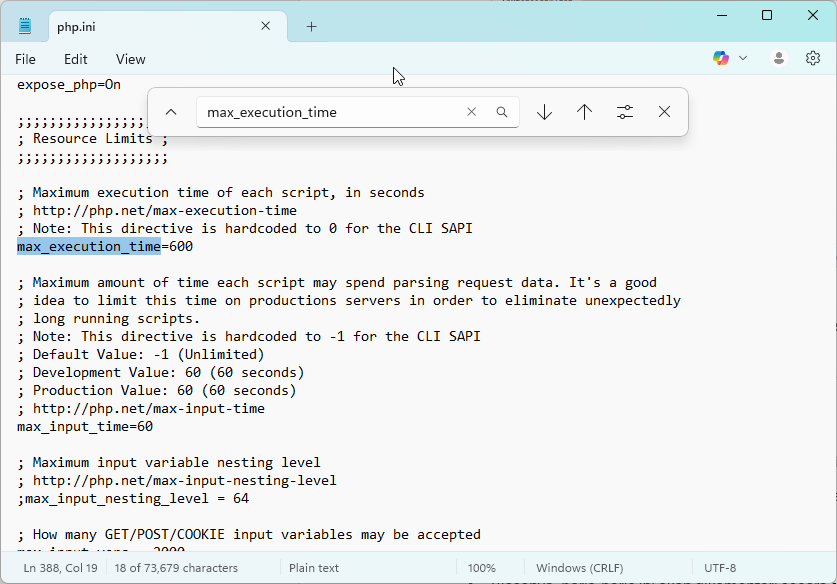 php.ini
File Edit View
expose_php=On
max_execution_time
;;;;;;;;;;;;;;;;
; Resource Limits ;
;;;;;;;;;;;;;;;;;;;
; Maximum execution time of each script, in seconds
; http://php.net/max-execution-time
; Note: This directive is hardcoded to 0 for the CLI SAPI
max_execution_time=600
; Maximum amount of time each script may spend parsing request data. It's a good
; idea to limit this time on productions servers in order to eliminate unexpectedly
; long running scripts.
; Note: This directive is hardcoded to -1 for the CLI SAPI
; Default Value: -1 (Unlimited)
; Development Value: 60 (60 seconds)
; Production Value: 60 (60 seconds)
; http://php.net/max-input-time
max_input_time=60
; Maximum input variable nesting level
; http://php.net/max-input-nesting-level
;max_input_nesting_level = 64
; How many GET/POST/COOKIE input variables may be accepted
Ln 388, Col 19 18 of 73,679 characters Plain text 100% Windows (CRLF) UTF-8